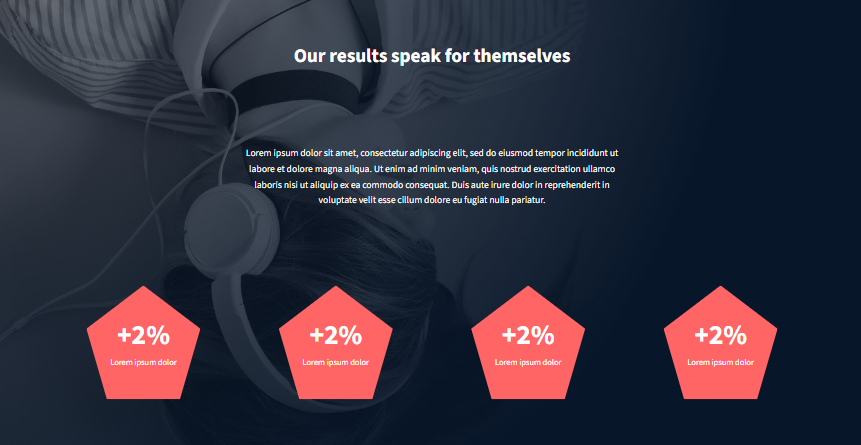 Our results speak for themselves
Lorem ipsum dolor sit amet, consectetur adipiscing elit, sed do eiusmod tempor incididunt ut
labore et dolore magna aliqua. Ut enim ad minim veniam, quis nostrud exercitation ullamco
laboris nisi ut aliquip ex ea commodo consequat. Duis aute irure dolor in reprehenderit in
voluptate velit esse cillum dolore eu fugiat nulla pariatur.
+2%
Lorem ipsum dolor
+2%
Lorem ipsum dolor
+2%
Lorem ipsum dolor
+2%
Lorem ipsum dolor